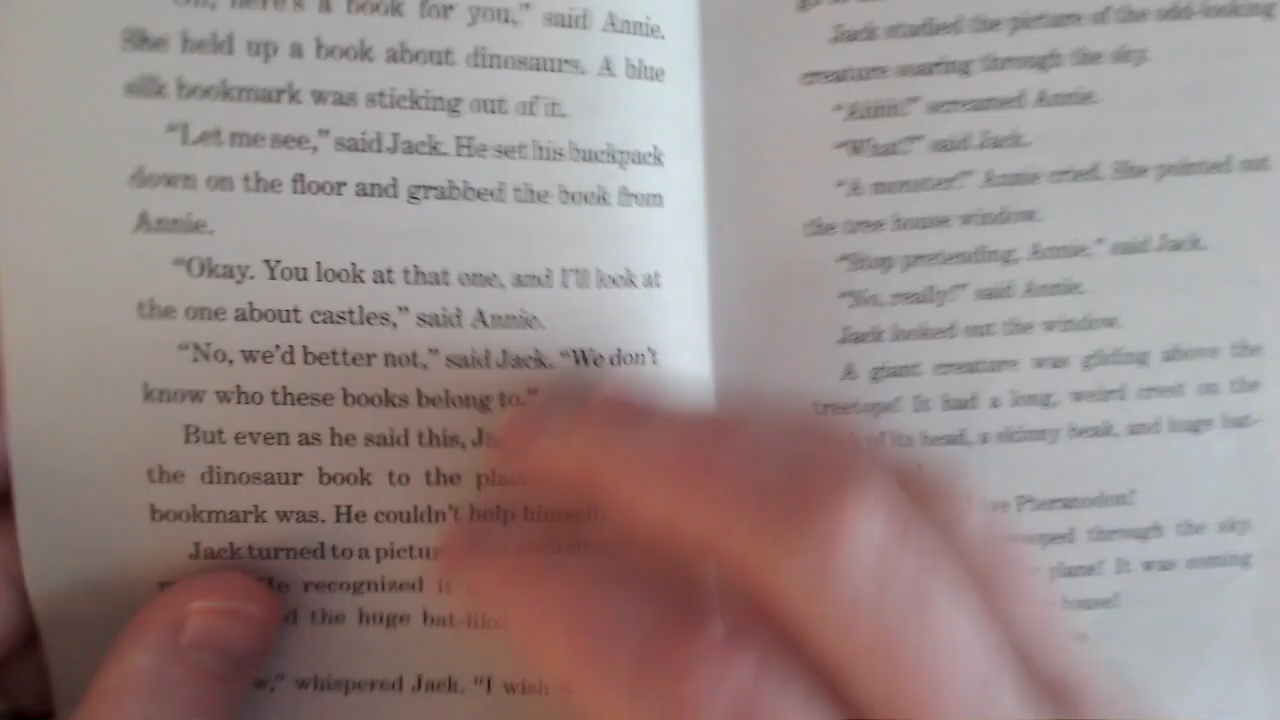 here's a book for you,” said Annie.
She held up a book about dinosaurs. A blue
silk bookmark was sticking out of it.
“Let me see,” said Jack. He set his backpack
down on the floor and grabbed the book from
Annie.
“Okay. You look at that one, and I’ll look at
the one about castles,” said Annie.
“No, we’d better not,” said Jack. “We don’t
know who these books belong to.”
But even as he said this,
the dinosaur book to the
bookmark was. He couldn’t help himself.
Jack turned to a
He recognized it
the huge bat-like
whispered Jack. “I wish
Jack studied the picture of the odd-looking
creature soaring through the sky.
“Ahhh!” screamed Annie.
“What?” said Jack.
“A monster!” Annie cried. She pointed out
the tree house window.
“Stop pretending, Annie,” said Jack.
“No, really!” said Annie.
Jack looked out the window.
A giant creature was gliding above the
treetops! It had a long, weird crest on the
of its head, a skinny beak, and huge bat-
Pteranodon!
through the sky.
plane! It was coming
house!